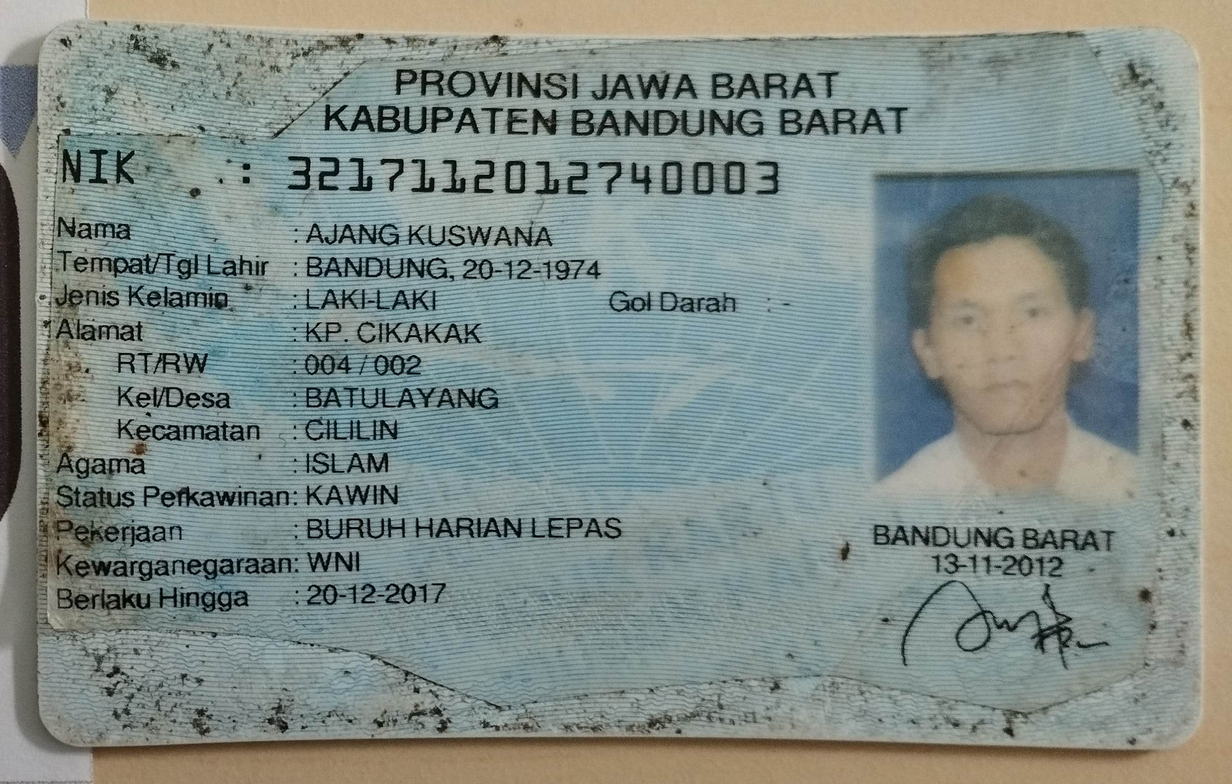 PROVINSI JAWA BARAT
KABUPATEN BANDUNG BARAT
NIK : 3217112012740003
Nama : AJANG KUSWANA
Tempat/Tgl Lahir : BANDUNG, 20-12-1974
Jenis Kelamin : LAKI-LAKI Gol Darah : -
Alamat : KP. CIKAKAK
RT/RW : 004 / 002
Kel/Desa : BATULAYANG
Kecamatan : CILILIN
Agama : ISLAM
Status Perkawinan : KAWIN
Pekerjaan : BURUH HARIAN LEPAS
Kewarganegaraan : WNI
Berlaku Hingga : 20-12-2017
BANDUNG BARAT
13-11-2012